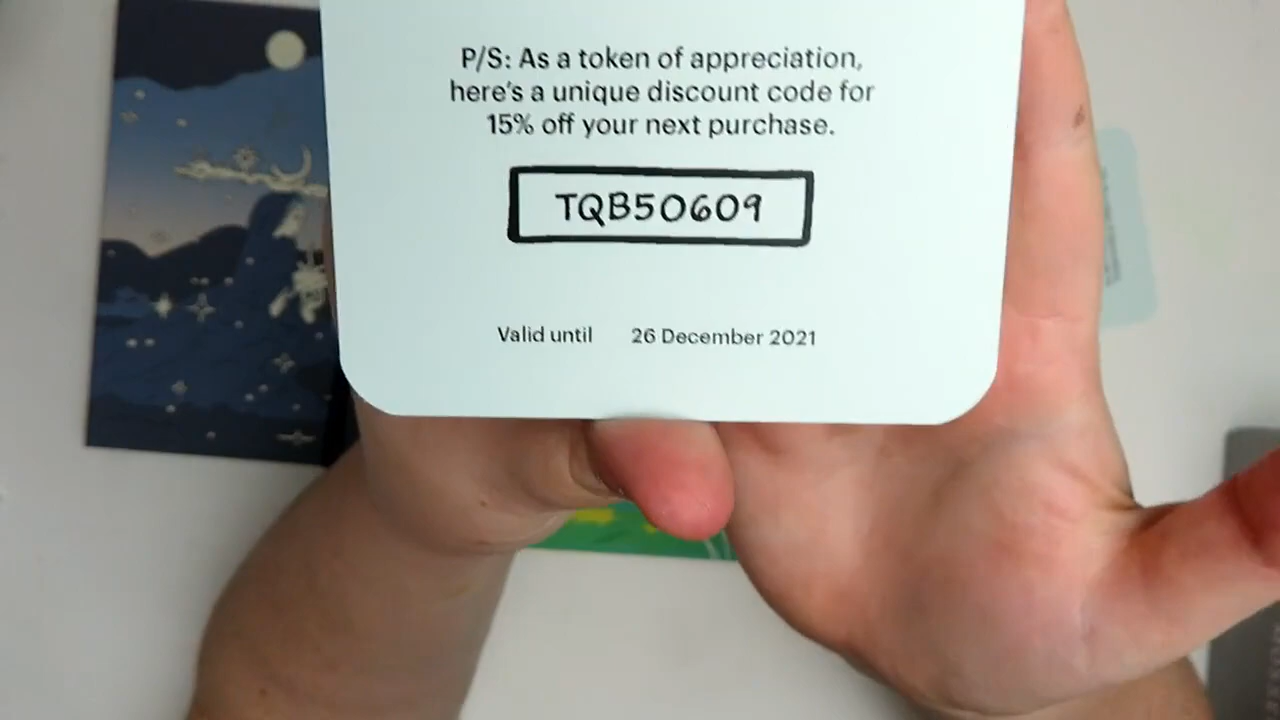 P/S: As a token of appreciation,
here's a unique discount code for
15% off your next purchase.
TQB50609
Valid until 26 December 2021